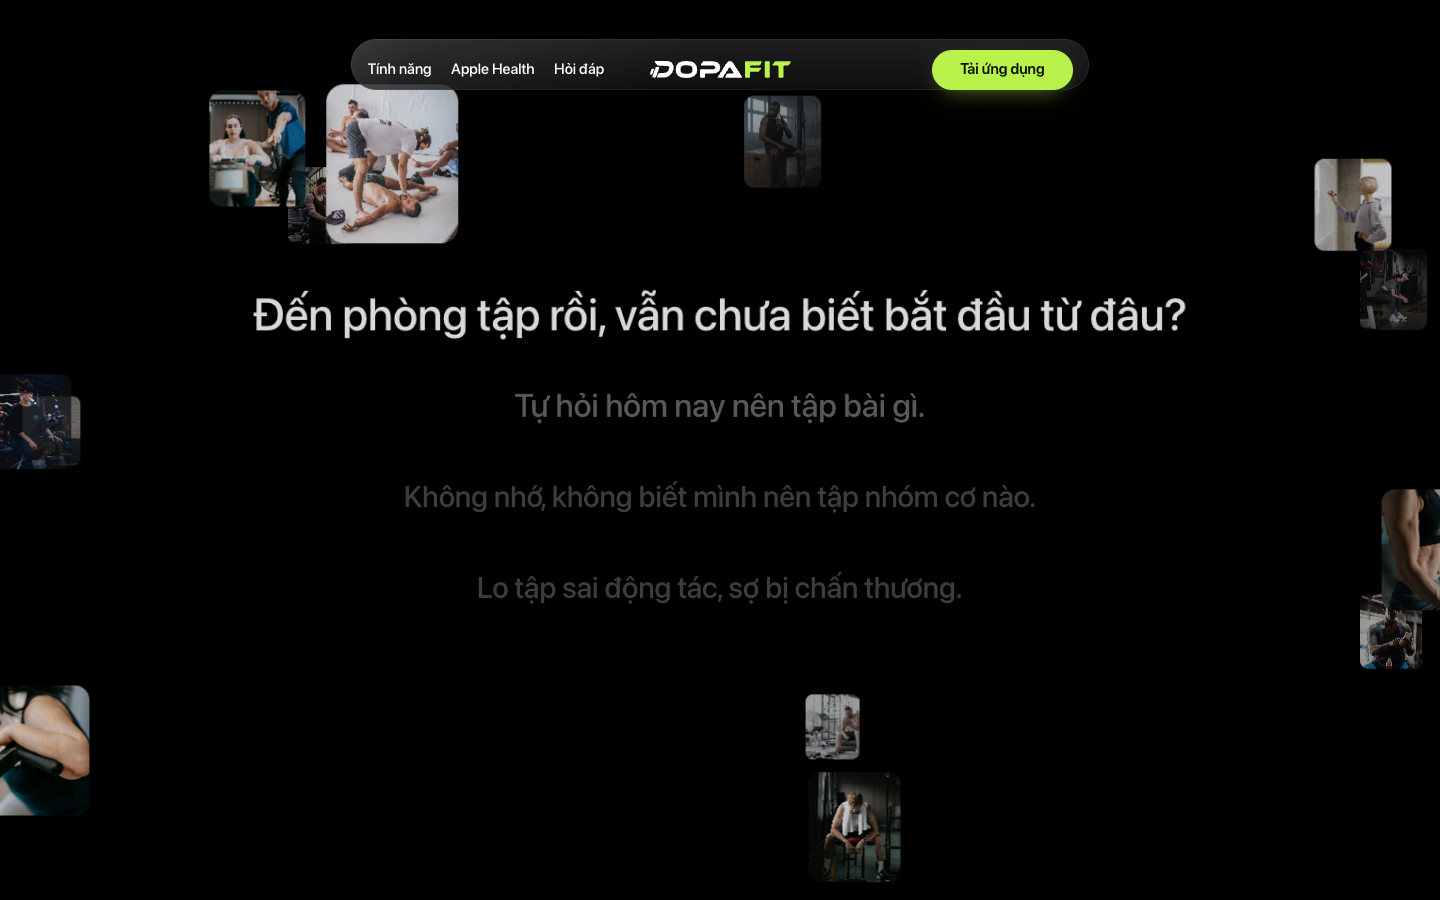 Tính năng
Apple Health
Hỏi đáp
DOPAFIT
Tải ứng dụng
Đến phòng tập rồi, vẫn chưa biết bắt đầu từ đâu?
Tự hỏi hôm nay nên tập bài gì.
Không nhớ, không biết mình nên tập nhóm cơ nào.
Lo tập sai động tác, sợ bị chấn thương.